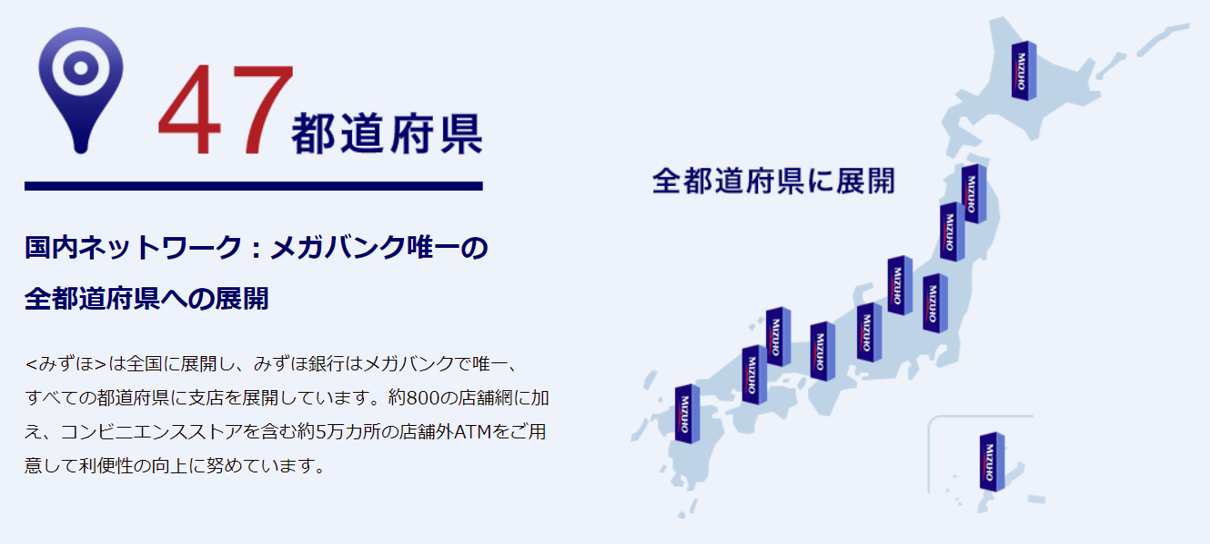 47都道府県
国内ネットワーク：メガバンク唯一の
全都道府県への展開
<みずほ>は全国に展開し、みずほ銀行はメガバンクで唯一、
すべての都道府県に支店を展開しています。約800の店舗網に加
え、コンビニエンスストアを含む約5万カ所の店舗外ATMをご用
意して利便性の向上に努めています。
全都道府県に展開
MIZUHO
MIZUHO
MIZUHO
MIZUHO
MIZUHO
MIZUHO
MIZUHO
MIZUHO
MIZUHO
MIZUHO
MIZUHO